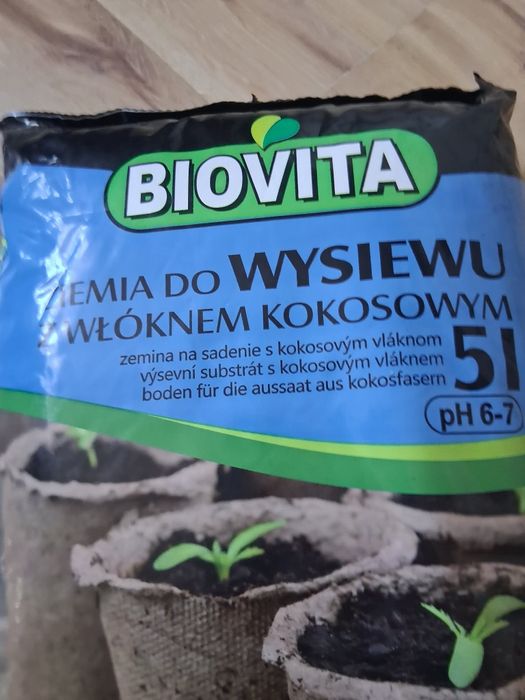 BIOVITA
ZIEMIA DO WYSIEWU
Z WŁÓKNEM KOKOSOWYM
zemina na sadenie s kokosovým vláknom
výsevní substrát s kokosovým vláknem
boden für die aussaat aus kokosfasern
5l
pH 6-7